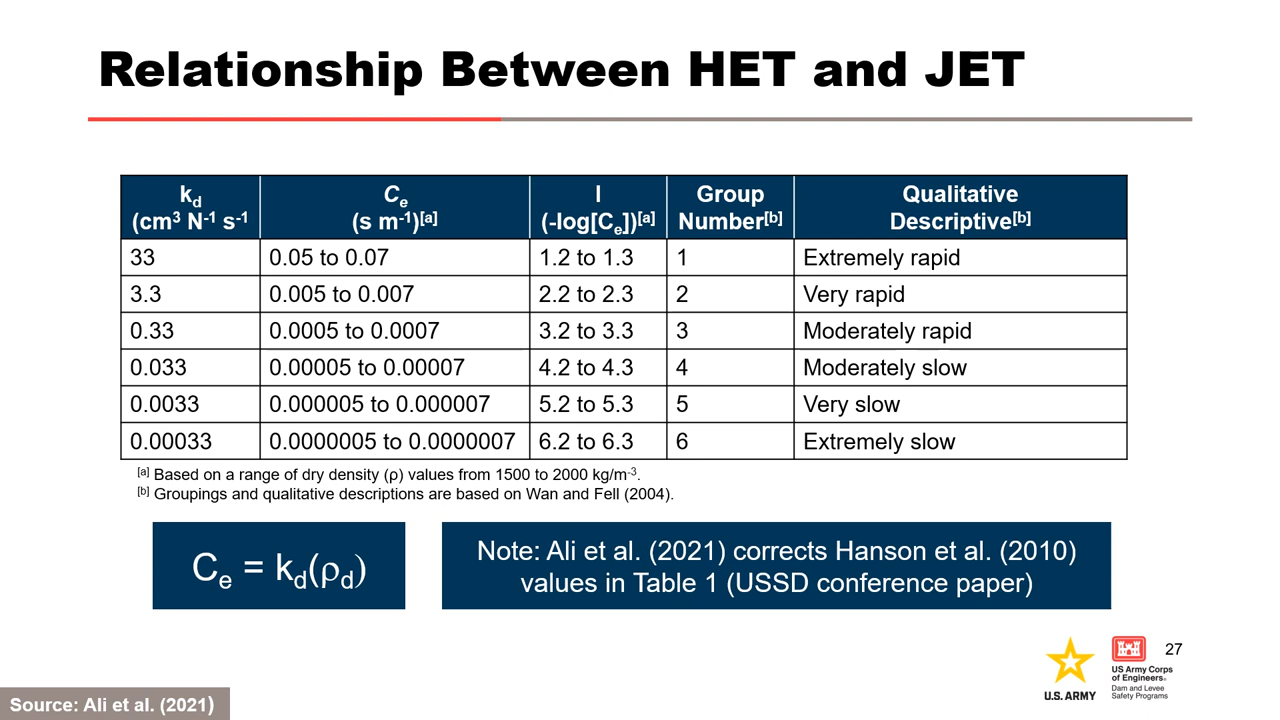 Relationship Between HET and JET
kd Ce I Group Qualitative
(cm3 N-1 s-1 (s m-1)[a] (-log[Ce])[a] Number[b] Descriptive[b]
33 0.05 to 0.07 1.2 to 1.3 1 Extremely rapid
3.3 0.005 to 0.007 2.2 to 2.3 2 Very rapid
0.33 0.0005 to 0.0007 3.2 to 3.3 3 Moderately rapid
0.033 0.00005 to 0.00007 4.2 to 4.3 4 Moderately slow
0.0033 0.000005 to 0.000007 5.2 to 5.3 5 Very slow
0.00033 0.0000005 to 0.0000007 6.2 to 6.3 6 Extremely slow
[a] Based on a range of dry density (ρ) values from 1500 to 2000 kg/m-3.
[b] Groupings and qualitative descriptions are based on Wan and Fell (2004).
Ce = kd(ρd)
Note: Ali et al. (2021) corrects Hanson et al. (2010)
values in Table 1 (USSD conference paper)
27
U.S. ARMY
US Army Corps
of Engineers®
Dam and Levee
Safety Programs
Source: Ali et al. (2021)